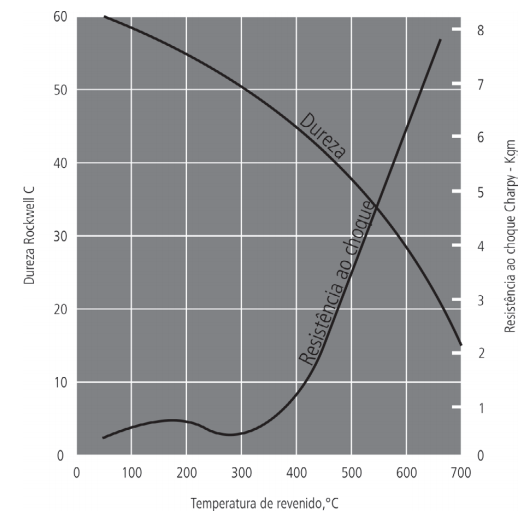 60
50
40
30
20
10
0
Dureza Rockwell C
8
7
6
5
4
3
2
1
0
Resistência ao choque Charpy - Kgm
Dureza
Resistência ao choque
0 100 200 300 400 500 600 700
Temperatura de revenido,°C